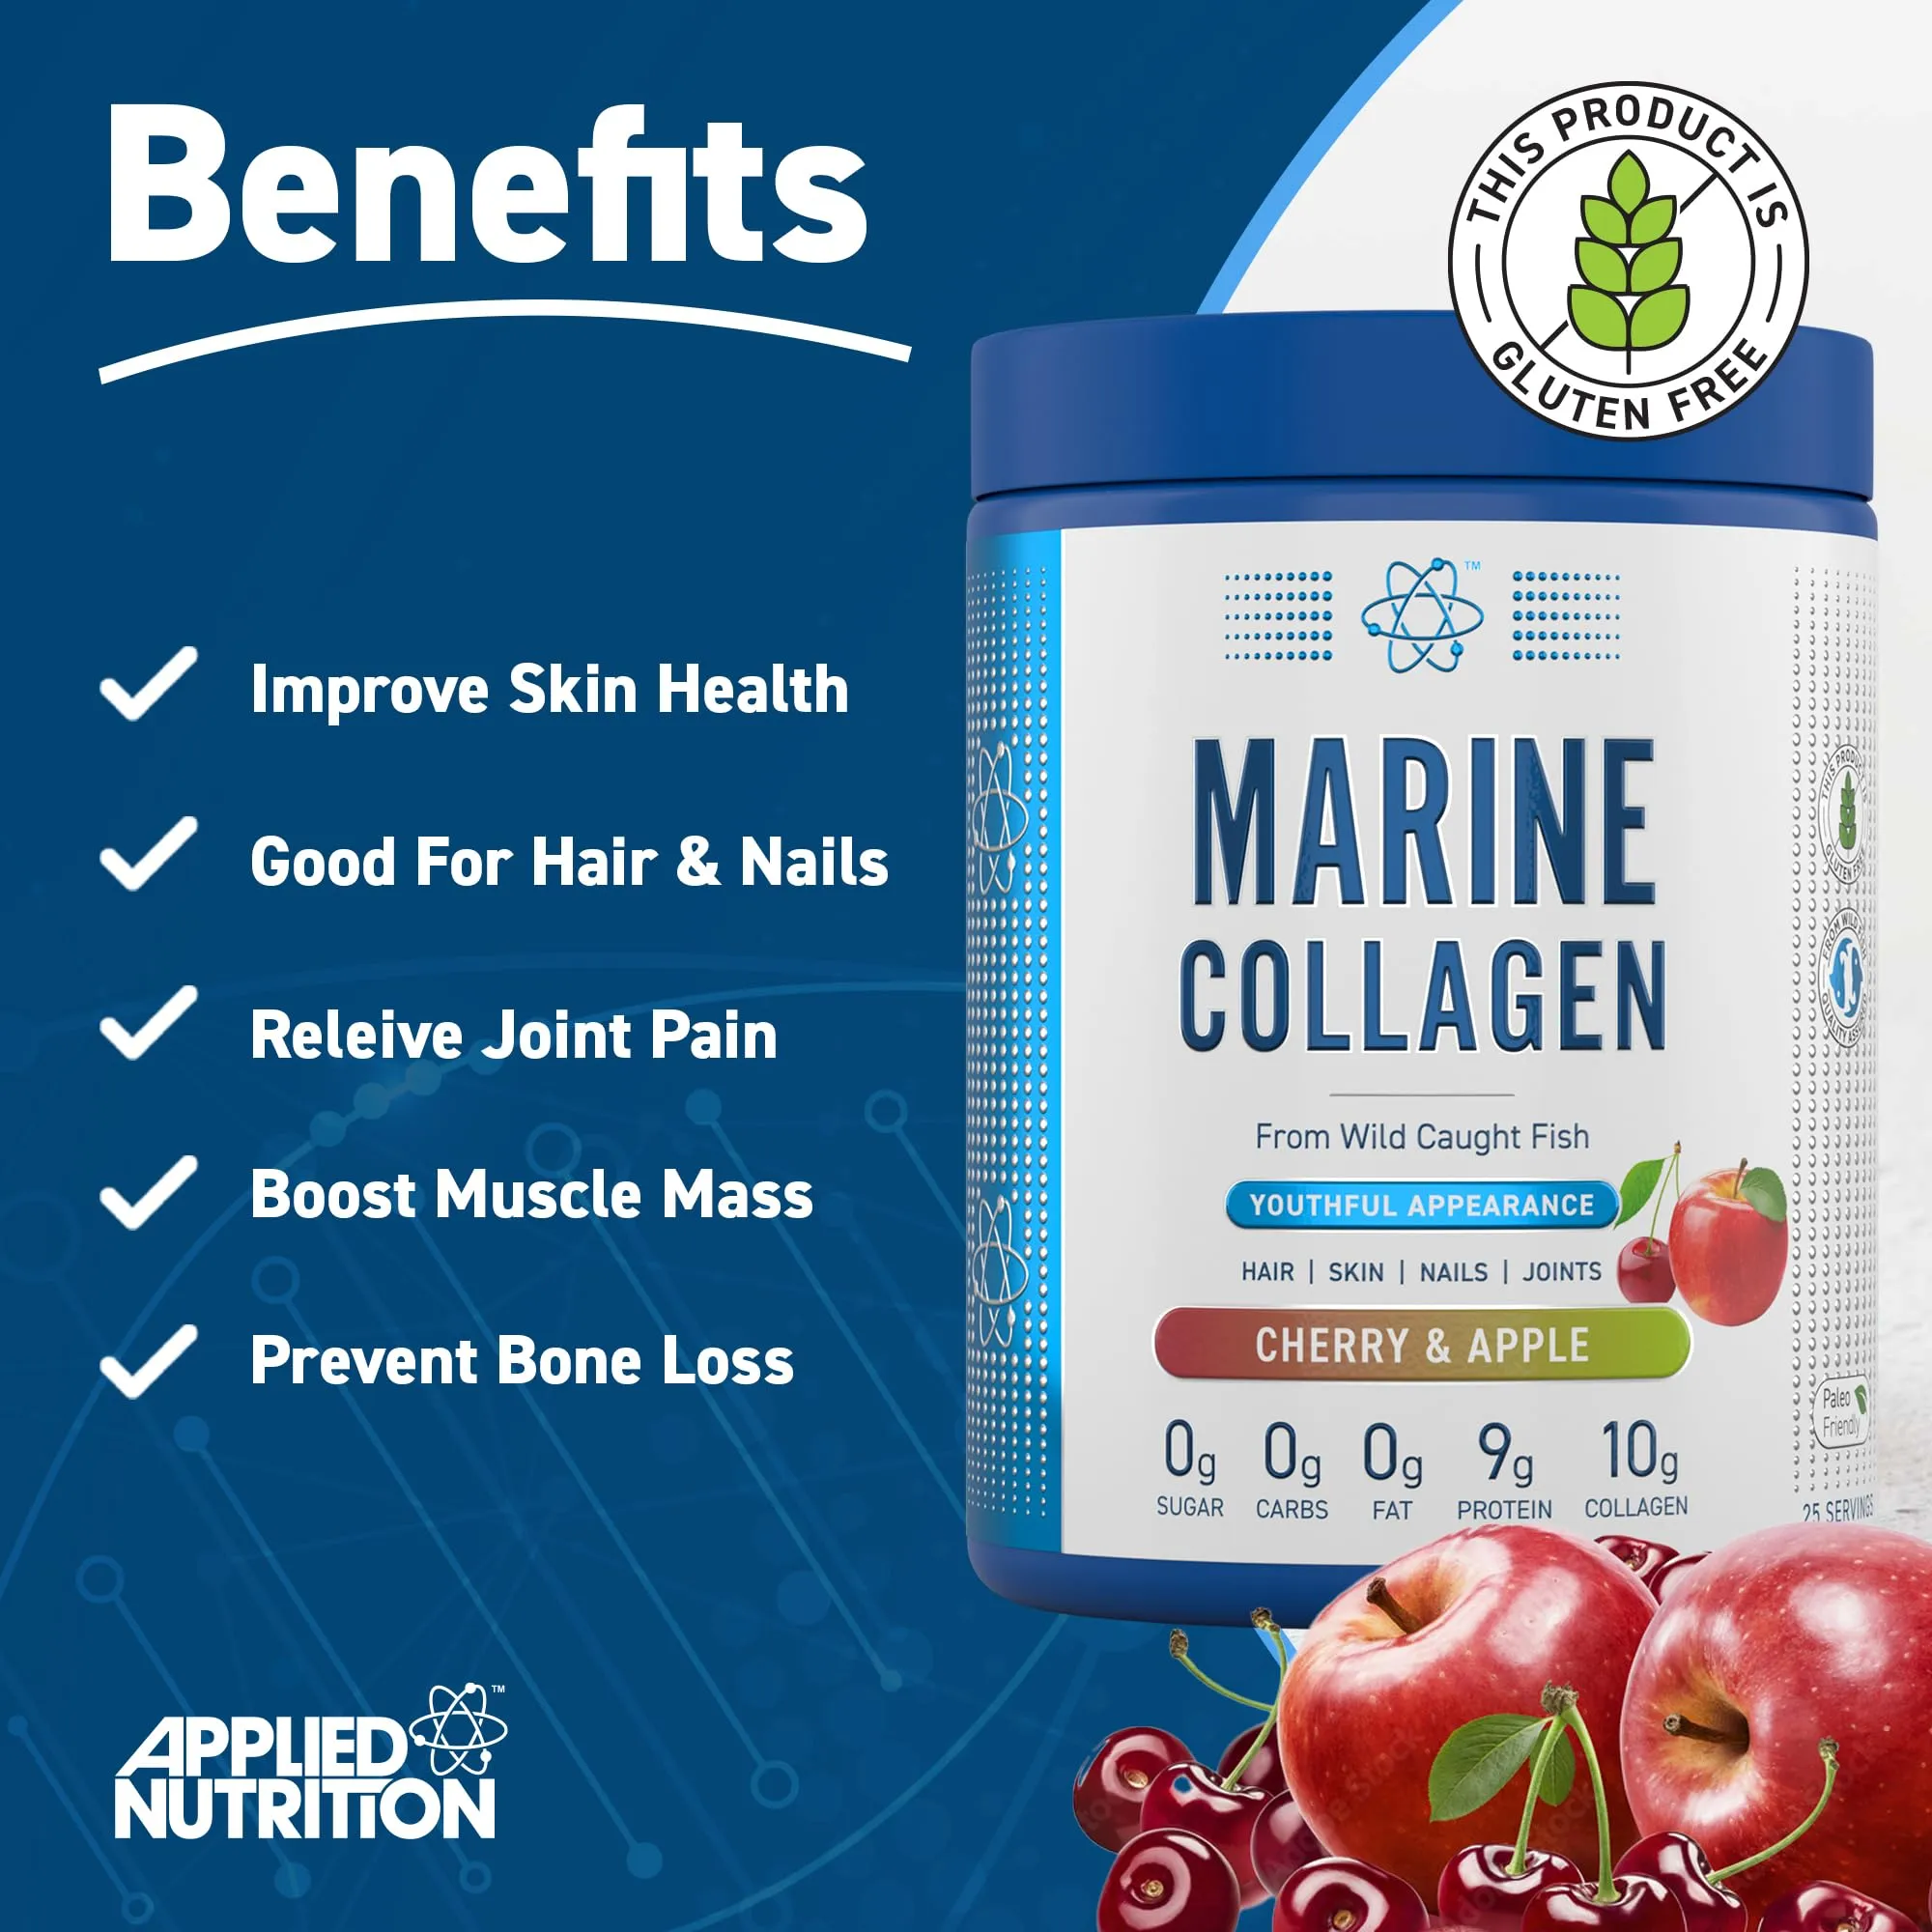 Benefits
THIS PRODUCT IS
GLUTEN FREE
Improve Skin Health
Good For Hair & Nails
Releive Joint Pain
Boost Muscle Mass
Prevent Bone Loss
APPLIED
NUTRITION
TM
TM
MARINE
COLLAGEN
From Wild Caught Fish
YOUTHFUL APPEARANCE
HAIR | SKIN | NAILS | JOINTS
CHERRY & APPLE
0g 0g 0g 9g 10g
SUGAR CARBS FAT PROTEIN COLLAGEN
Paleo
Friendly
25 SERVINGS